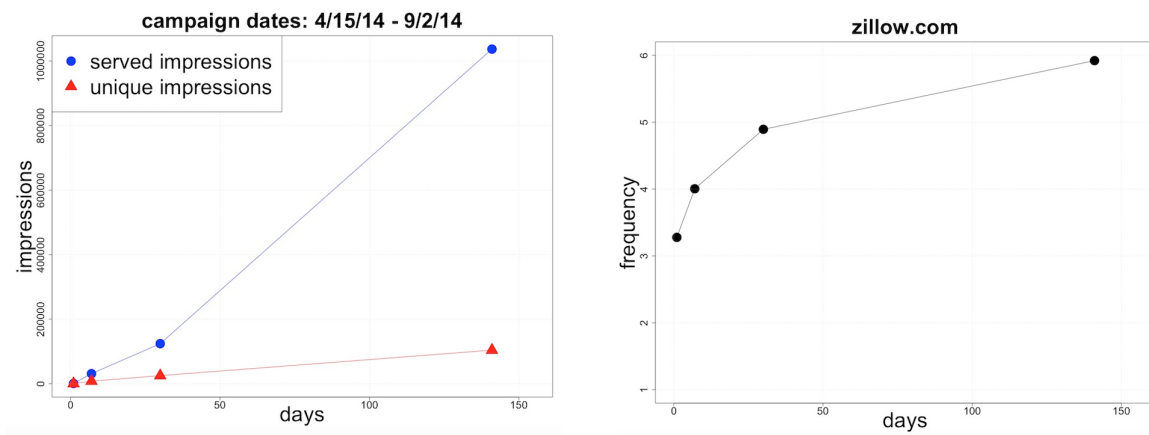 campaign dates: 4/15/14 - 9/2/14
served impressions
unique impressions
impressions
1000000
800000
600000
400000
200000
0
0 50 100 150
days
zillow.com
frequency
6
5
4
3
2
1
0 50 100 150
days